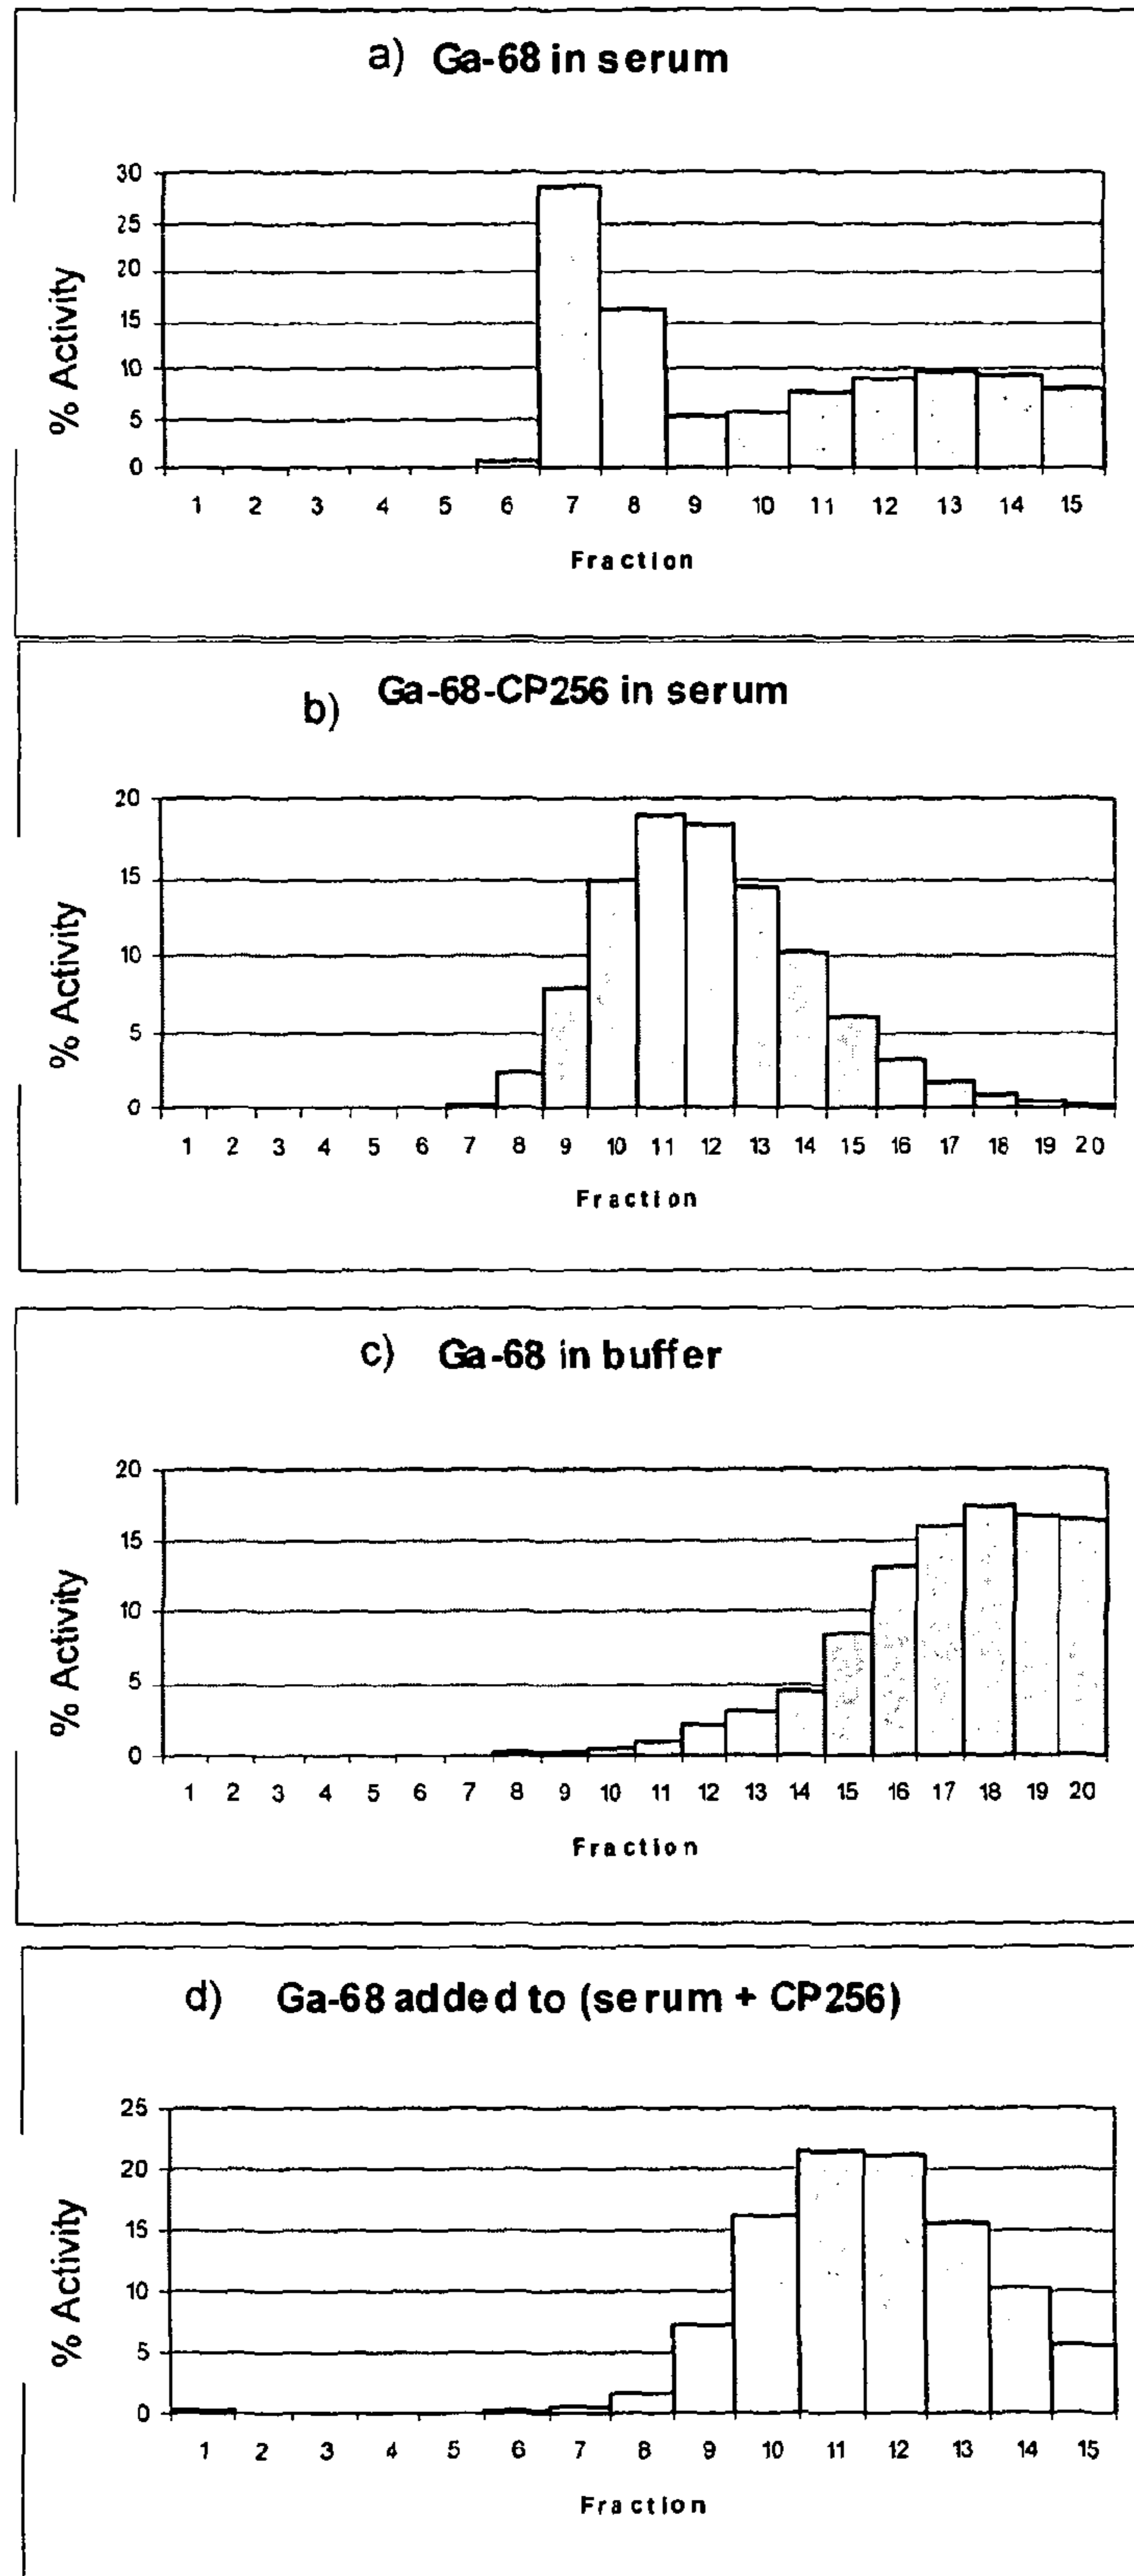 a) Ga-68 in serum
30
25
20
15
10
5
0
% Activity
1 2 3 4 5 6 7 8 9 10 11 12 13 14 15
Fraction
b) Ga-68-CP256 in serum
20
15
10
5
0
% Activity
1 2 3 4 5 6 7 8 9 10 11 12 13 14 15 16 17 18 19 20
Fraction
c) Ga-68 in buffer
20
15
10
5
0
% Activity
1 2 3 4 5 6 7 8 9 10 11 12 13 14 15 16 17 18 19 20
Fraction
d) Ga-68 added to (serum + CP256)
25
20
15
10
5
0
% Activity
1 2 3 4 5 6 7 8 9 10 11 12 13 14 15
Fraction